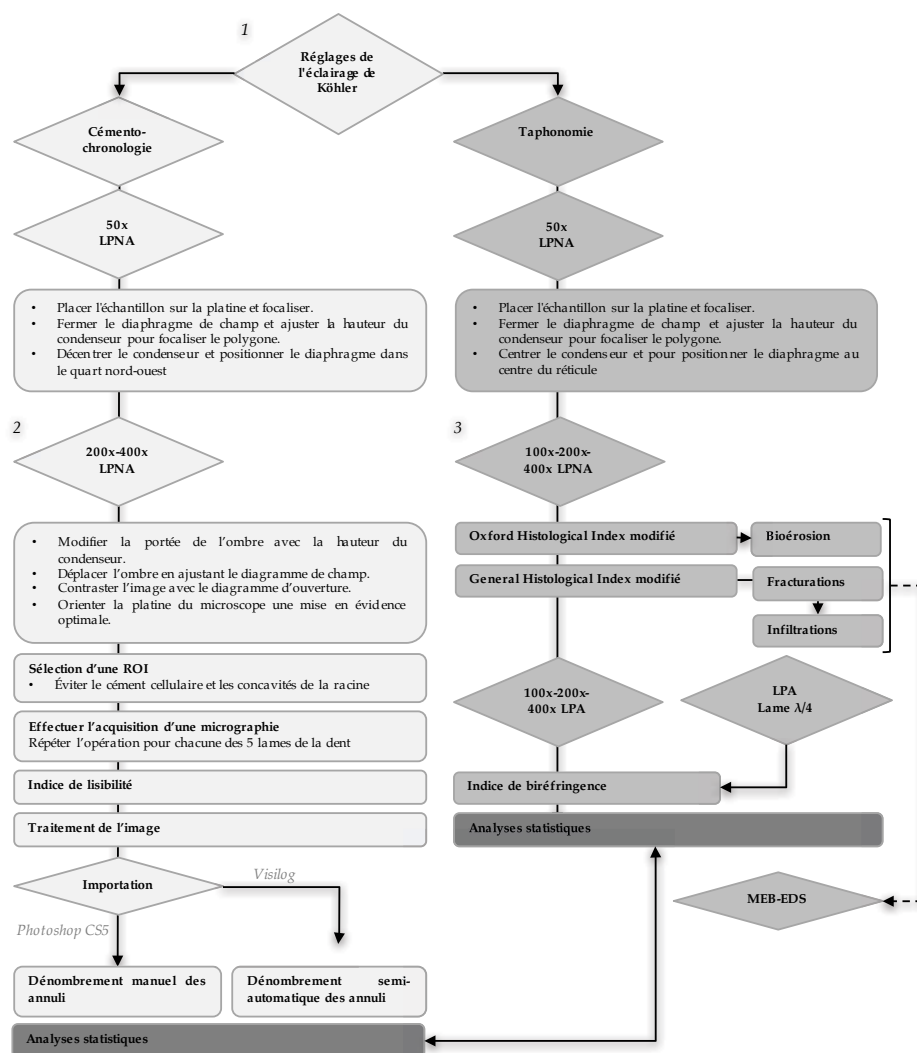 1
Réglages de
l'éclairage de
Köhler
Cémento-
chronologie
50x
LPNA
• Placer l'échantillon sur la platine et focaliser.
• Fermer le diaphragme de champ et ajuster la hauteur du
condenseur pour focaliser le polygone.
• Décentrer le condenseur et positionner le diaphragme dans
le quart nord-ouest
2
200x-400x
LPNA
• Modifier la portée de l'ombre avec la hauteur du
condenseur.
• Déplacer l'ombre en ajustant le diagramme de champ.
• Contraster l'image avec le diagramme d'ouverture.
• Orienter la platine du microscope une mise en évidence
optimale.
Sélection d'une ROI
• Éviter le cément cellulaire et les concavités de la racine
Effectuer l'acquisition d'une micrographie
Répéter l'opération pour chacune des 5 lames de la dent
Indice de lisibilité
Traitement de l'image
Importation
Visilog
Photoshop CS5
Dénombrement manuel des
annuli
Dénombrement semi-
automatique des annuli
Analyses statistiques
Taphonomie
50x
LPNA
• Placer l'échantillon sur la platine et focaliser.
• Fermer le diaphragme de champ et ajuster la hauteur du
condenseur pour focaliser le polygone.
• Centrer le condenseur et pour positionner le diaphragme au
centre du réticule
3
100x-200x-
400x LPNA
Oxford Histological Index modifié
Bioérosion
General Histological Index modifié
Fracturations
Infiltrations
100x-200x-
400x LPA
LPA
Lame λ/4
Indice de biréfringence
Analyses statistiques
MEB-EDS